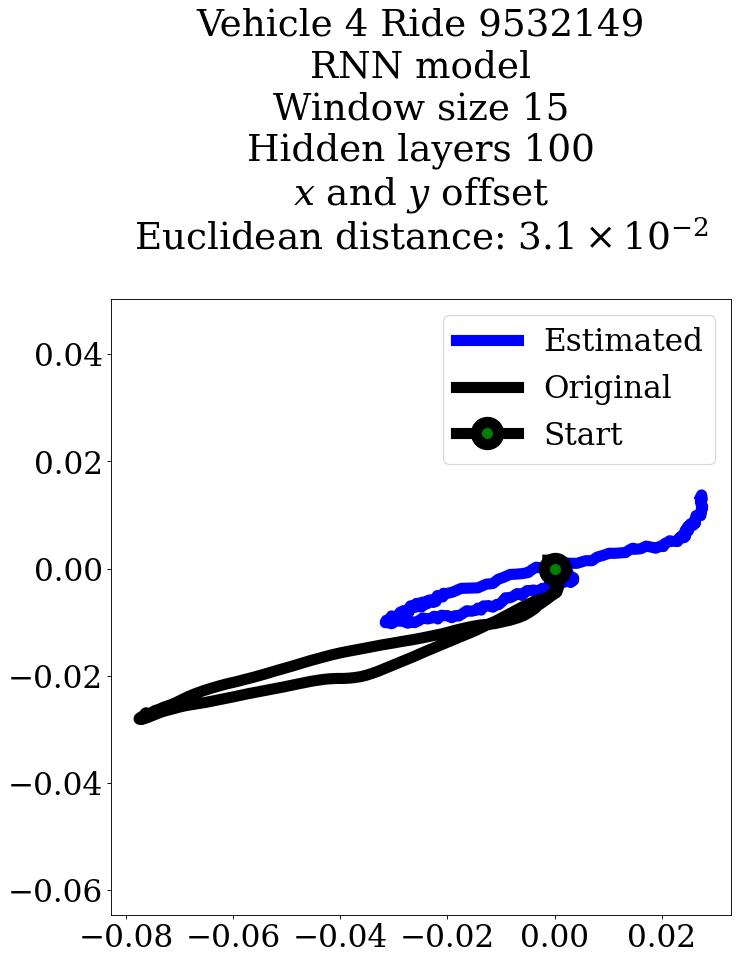 Vehicle 4 Ride 9532149
RNN model
Window size 15
Hidden layers 100
x and y offset
Euclidean distance: 3.1 × 10⁻²
Estimated
Original
Start
0.04
0.02
0.00
−0.02
−0.04
−0.06
−0.08 −0.06 −0.04 −0.02 0.00 0.02